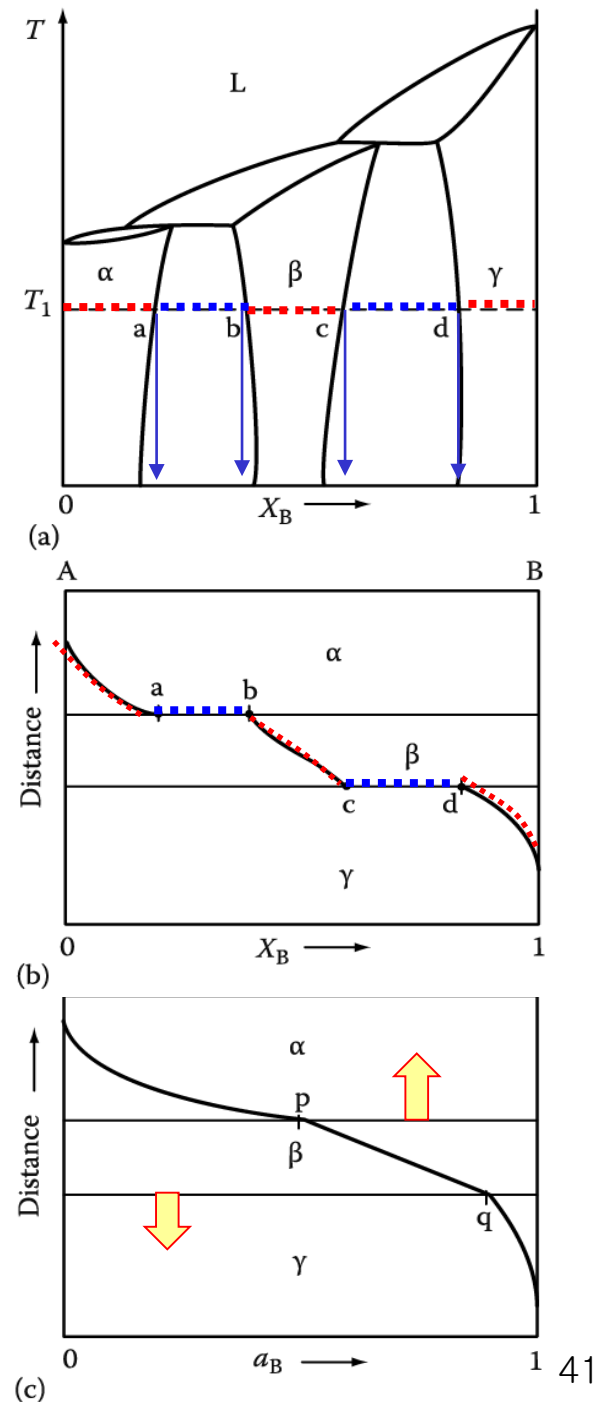 T
L
α
β
γ
T1
a
b
c
d
0
XB
1
(a)
A
B
α
a
b
Distance
β
c
d
γ
0
XB
1
(b)
α
p
Distance
β
q
γ
0
aB
1
41
(c)